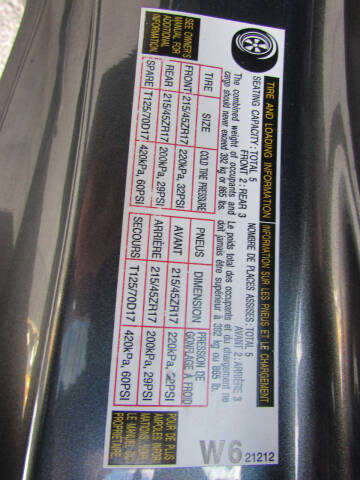 TIRE AND LOADING INFORMATION
SEATING CAPACITY: TOTAL 5
FRONT 2: REAR 3
The combined weight of occupants and
cargo should never exceed 392 kg or 865 lbs.
TIRE SIZE COLD TIRE PRESSURE
FRONT 215/45ZR17 220kPa, 32PSI
REAR 215/45ZR17 200kPa, 29PSI
SPARE T125/70D17 420kPa, 60PSI
SEE OWNER'S
MANUAL FOR
ADDITIONAL
INFORMATION
INFORMATION SUR LES PNEUS ET LE CHARGEMENT
NOMBRE DE PLACES ASSISES: TOTAL 5
AVANT 2: ARRIÈRE 3
Le poids total des occupants et du chargement ne
doit jamais être supérieur à 392 kg ou 865 lb.
PNEUS DIMENSION PRESSION DE
GONFLAGE À FROID
AVANT 215/45ZR17 220kPa, 32PSI
ARRIÈRE 215/45ZR17 200kPa, 29PSI
SECOURS T125/70D17 420kPa, 60PSI
POUR DE PLUS
AMPLES INFOR
MATIONS, VOIR
LE MANUEL DU
PROPRIÉTAIRE.
W6 21212